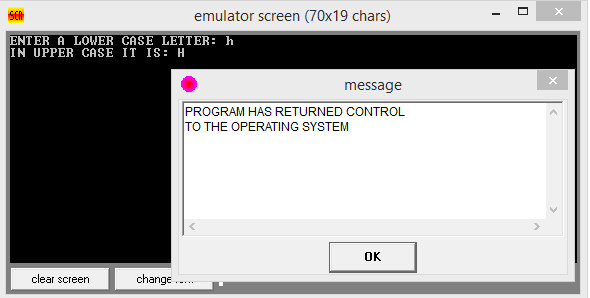 SCR
emulator screen (70x19 chars)
ENTER A LOWER CASE LETTER: h
IN UPPER CASE IT IS: H
message
PROGRAM HAS RETURNED CONTROL
TO THE OPERATING SYSTEM
OK
clear screen
change